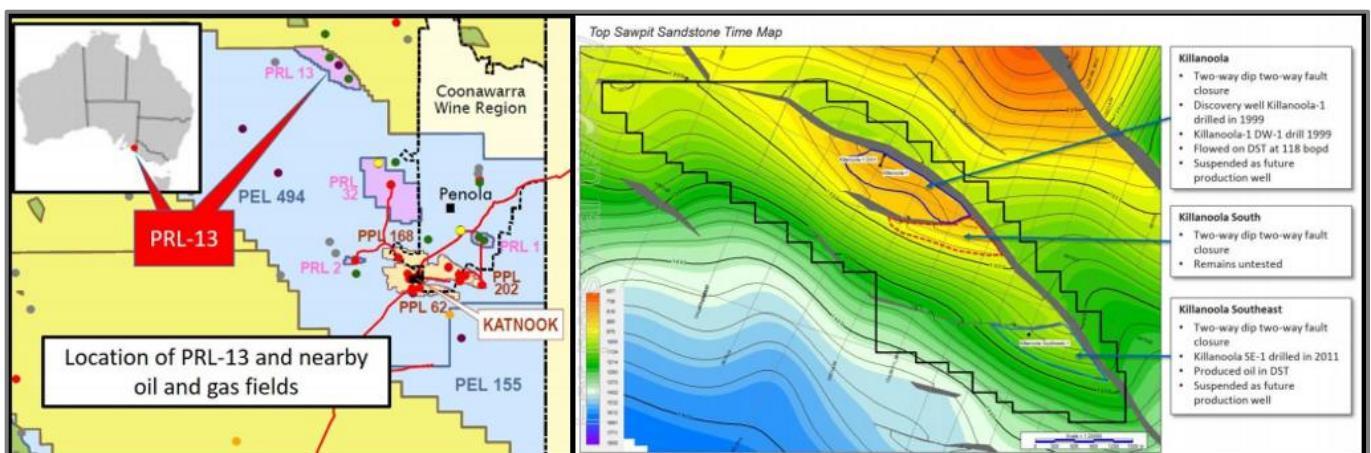 PRL 13
Coonawarra
Wine Region
PEL 494
PRL
32
Penola
PRL-13
PPL 168
PRL 1
PRL 2
PPL
202
PPL 62
KATNOOK
Location of PRL-13 and nearby
oil and gas fields
PEL 155
Top Sawpit Sandstone Time Map
Killanoola
• Two-way dip two-way fault
closure
• Discovery well Killanoola-1
drilled in 1999
• Killanoola-1 DW-1 drill 1999
• Flowed on DST at 118 bopd
• Suspended as future
production well
Killanoola South
• Two-way dip two-way fault
closure
• Remains untested
Killanoola Southeast
• Two-way dip two-way fault
closure
• Killanoola SE-1 drilled in 2011
• Produced oil in DST
• Suspended as future
production well
Killanoola Southeast-1